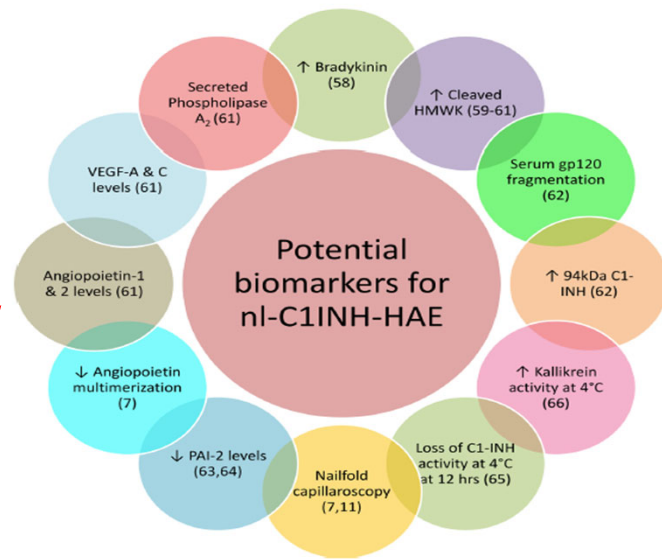 Potential
biomarkers for
nl-C1INH-HAE
↑ Bradykinin
(58)
↑ Cleaved
HMWK (59-61)
Serum gp120
fragmentation
(62)
↑ 94kDa C1-
INH (62)
↑ Kallikrein
activity at 4°C
(66)
Loss of C1-INH
activity at 4°C
at 12 hrs (65)
Nailfold
capillaroscopy
(7,11)
↓ PAI-2 levels
(63,64)
↓ Angiopoietin
multimerization
(7)
Angiopoietin-1
& 2 levels (61)
VEGF-A & C
levels (61)
Secreted
Phospholipase
A₂ (61)